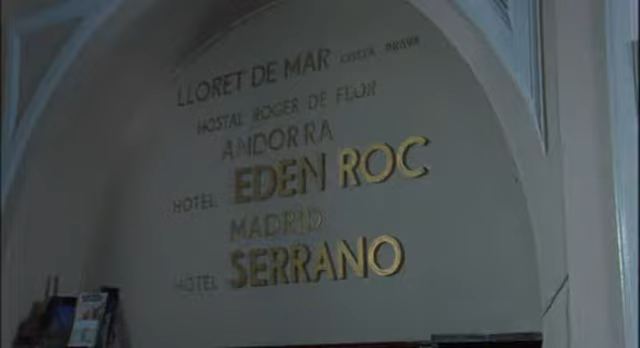 LLORET DE MAR COSTA BRAVA
HOSTAL ROGER DE FLOR
ANDORRA
HOTEL EDEN ROC
MADRID
HOTEL SERRANO